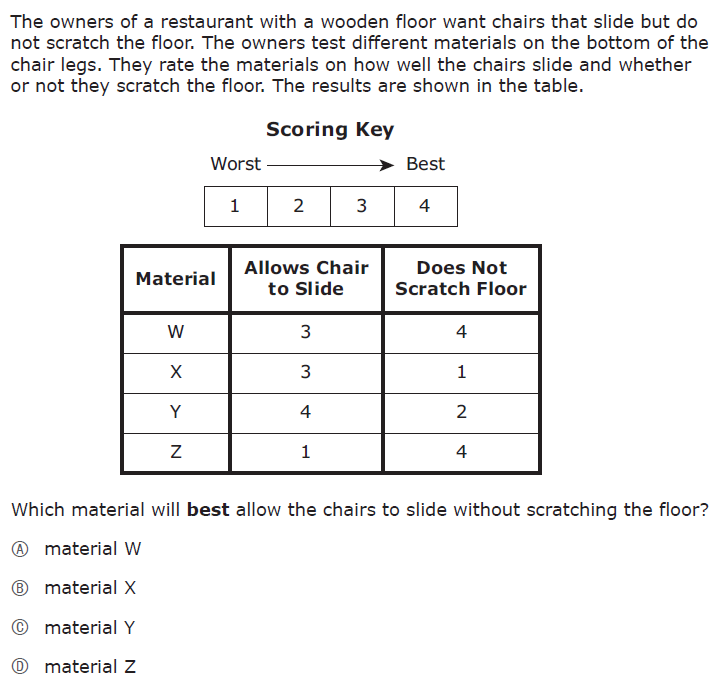 The owners of a restaurant with a wooden floor want chairs that slide but do
not scratch the floor. The owners test different materials on the bottom of the
chair legs. They rate the materials on how well the chairs slide and whether
or not they scratch the floor. The results are shown in the table.
Scoring Key
Worst Best
1 2 3 4
Material Allows Chair to Slide Does Not Scratch Floor
W 3 4
X 3 1
Y 4 2
Z 1 4
Which material will best allow the chairs to slide without scratching the floor?
Ⓐ material W
Ⓑ material X
Ⓒ material Y
Ⓓ material Z